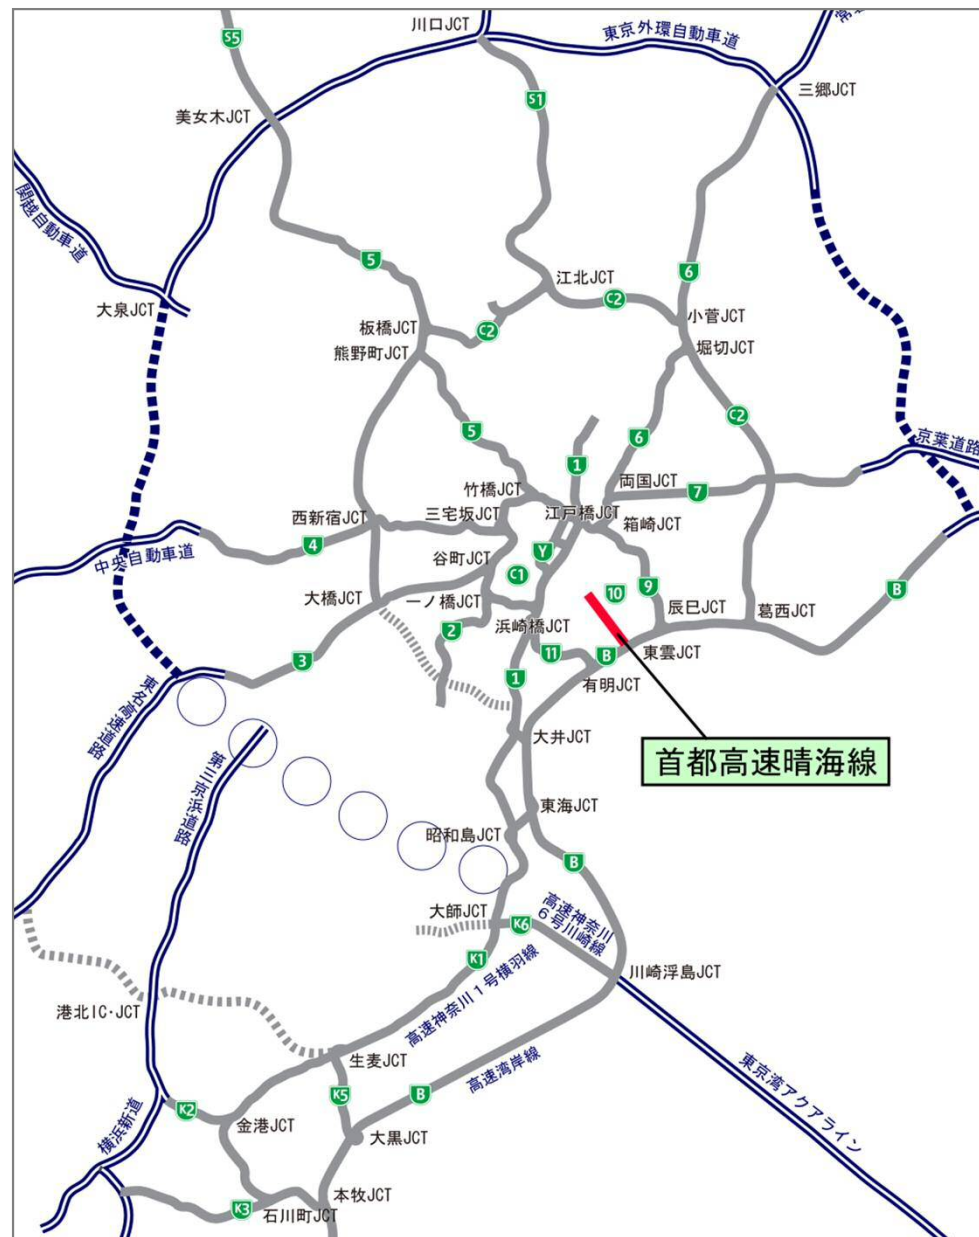 川口JCT
東京外環自動車道
S5
S1
三郷JCT
美女木JCT
関越自動車道
5
6
大泉JCT
江北JCT
C2
小菅JCT
板橋JCT
C2
熊野町JCT
堀切JCT
C2
5
6
京葉道路
1
両国JCT
7
竹橋JCT
西新宿JCT
三宅坂JCT
江戸橋JCT
箱崎JCT
4
中央自動車道
谷町JCT
Y
C1
9
10
B
大橋JCT
一ノ橋JCT
辰巳JCT
葛西JCT
浜崎橋JCT
2
3
11
B
東雲JCT
1
有明JCT
東名高速道路
大井JCT
首都高速晴海線
第三京浜道路
東海JCT
昭和島JCT
B
大師JCT
K6
高速神奈川
6号川崎線
K1
川崎浮島JCT
高速神奈川1号横羽線
港北IC・JCT
生麦JCT
高速湾岸線
K5
B
東京湾アクアライン
K2
金港JCT
大黒JCT
横浜新道
本牧JCT
K3
石川町JCT